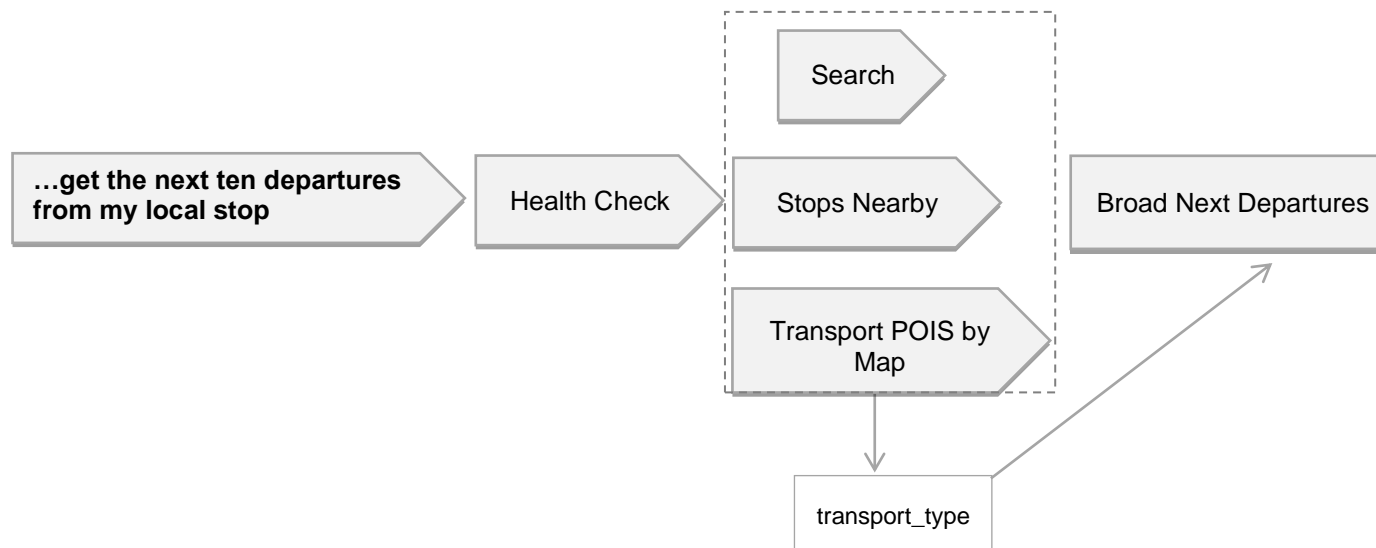 …get the next ten departures
from my local stop
Health Check
Search
Stops Nearby
Transport POIS by
Map
Broad Next Departures
transport_type